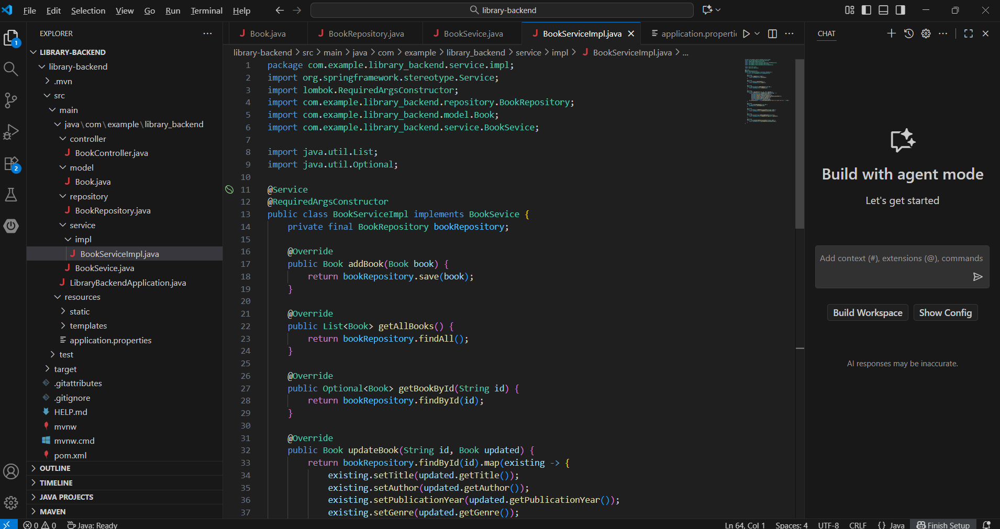 File Edit Selection View Go Run Terminal Help
library-backend
EXPLORER
LIBRARY-BACKEND
library-backend
.mvn
src
main
java\com\example\library_backend
controller
BookController.java
model
Book.java
repository
BookRepository.java
service
impl
BookServiceImpl.java
BookSevice.java
LibraryBackendApplication.java
resources
static
templates
application.properties
test
target
.gitattributes
.gitignore
HELP.md
mvnw
mvnw.cmd
pom.xml
OUTLINE
TIMELINE
JAVA PROJECTS
MAVEN
1
2
Book.java BookRepository.java BookSevice.java BookServiceImpl.java application.properti
library-backend > src > main > java > com > example > library_backend > service > impl > BookServiceImpl.java > ...
1 package com.example.library_backend.service.impl;
2 import org.springframework.stereotype.Service;
3 import lombok.RequiredArgsConstructor;
4 import com.example.library_backend.repository.BookRepository;
5 import com.example.library_backend.model.Book;
6 import com.example.library_backend.service.BookSevice;
7
8 import java.util.List;
9 import java.util.Optional;
10
11 @Service
12 @RequiredArgsConstructor
13 public class BookServiceImpl implements BookSevice {
14 private final BookRepository bookRepository;
15
16 @Override
17 public Book addBook(Book book) {
18 return bookRepository.save(book);
19 }
20
21 @Override
22 public List<Book> getAllBooks() {
23 return bookRepository.findAll();
24 }
25
26 @Override
27 public Optional<Book> getBookById(String id) {
28 return bookRepository.findById(id);
29 }
30
31 @Override
32 public Book updateBook(String id, Book updated) {
33 return bookRepository.findById(id).map(existing -> {
34 existing.setTitle(updated.getTitle());
35 existing.setAuthor(updated.getAuthor());
36 existing.setPublicationYear(updated.getPublicationYear());
37 existing.setGenre(updated.getGenre());
CHAT
Build with agent mode
Let's get started
Add context (#), extensions (@), commands
Build Workspace Show Config
AI responses may be inaccurate.
0 0 Java: Ready
Ln 64, Col 1 Spaces: 4 UTF-8 CRLF {} Java Finish Setup